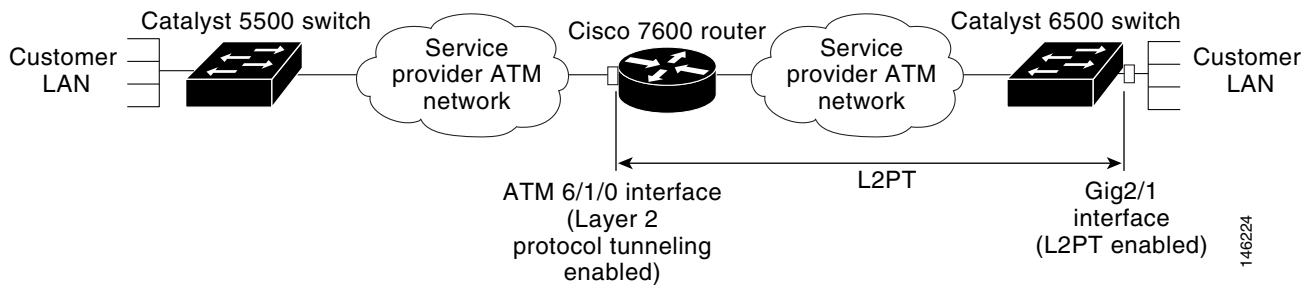 Catalyst 5500 switch
Cisco 7600 router
Catalyst 6500 switch
Customer
LAN
Service
provider ATM
network
Service
provider ATM
network
Customer
LAN
L2PT
ATM 6/1/0 interface
(Layer 2
protocol tunneling
enabled)
Gig2/1
interface
(L2PT enabled)
146224